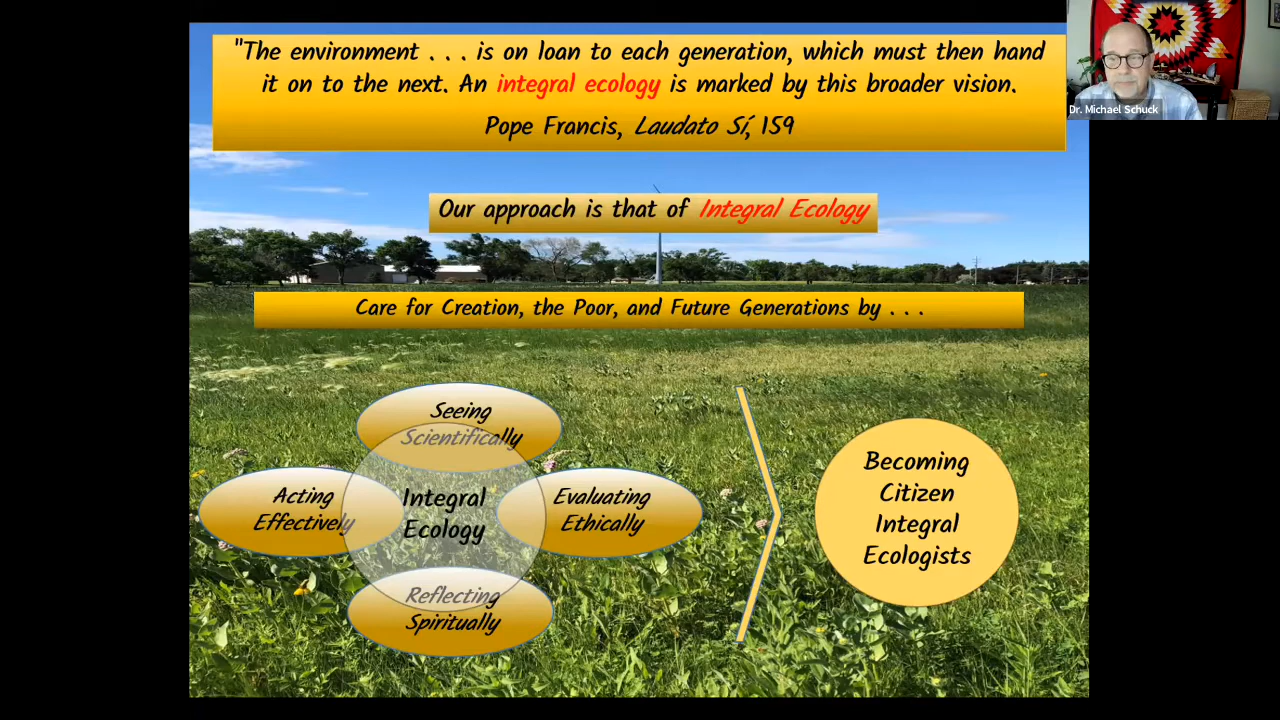 "The environment . . . is on loan to each generation, which must then hand
it on to the next. An integral ecology is marked by this broader vision.
Pope Francis, Laudato Sí, 159
Dr. Michael Schuck
Our approach is that of Integral Ecology
Care for Creation, the Poor, and Future Generations by . . .
Seeing
Scientifically
Acting
Effectively
Integral
Ecology
Evaluating
Ethically
Reflecting
Spiritually
Becoming
Citizen
Integral
Ecologists